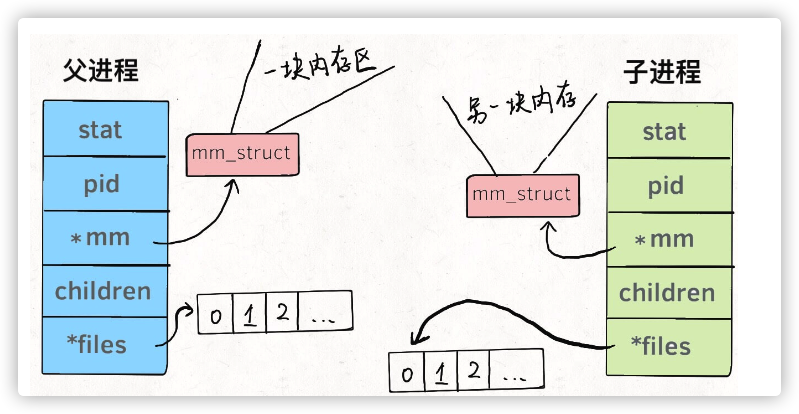 父进程
stat
pid
*mm
children
*files
mm_struct
一块内存区
0 1 2 ...
子进程
stat
pid
*mm
children
*files
mm_struct
另一块内存
0 1 2 ...